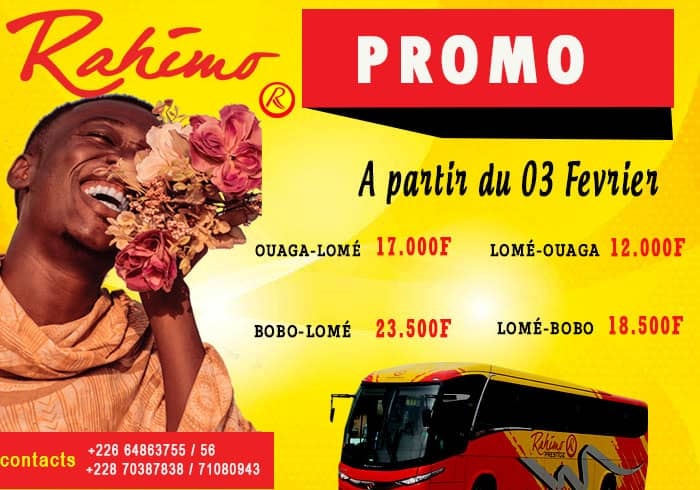 Rahimo
R
PROMO
A partir du 03 Fevrier
OUAGA-LOMÉ 17.000F
LOMÉ-OUAGA 12.000F
BOBO-LOMÉ 23.500F
LOMÉ-BOBO 18.500F
Rahimo R
PRESTIGE
contacts
+226 64863755 / 56
+228 70387838 / 71080943